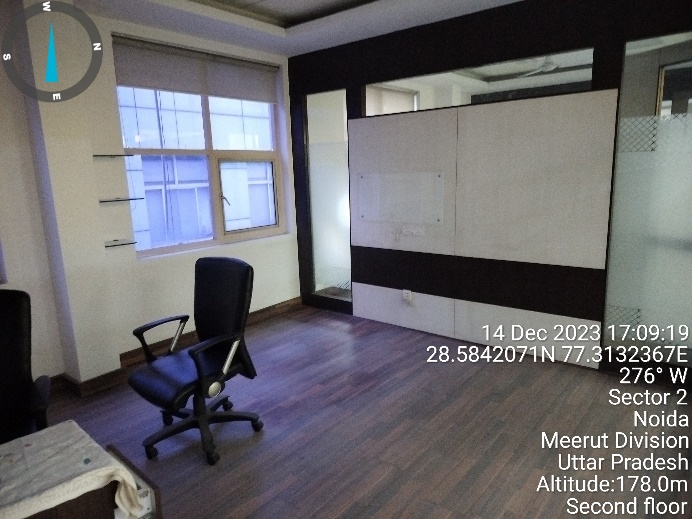 W
N
S
E
14 Dec 2023 17:09:19
28.5842071N 77.3132367E
276° W
Sector 2
Noida
Meerut Division
Uttar Pradesh
Altitude:178.0m
Second floor